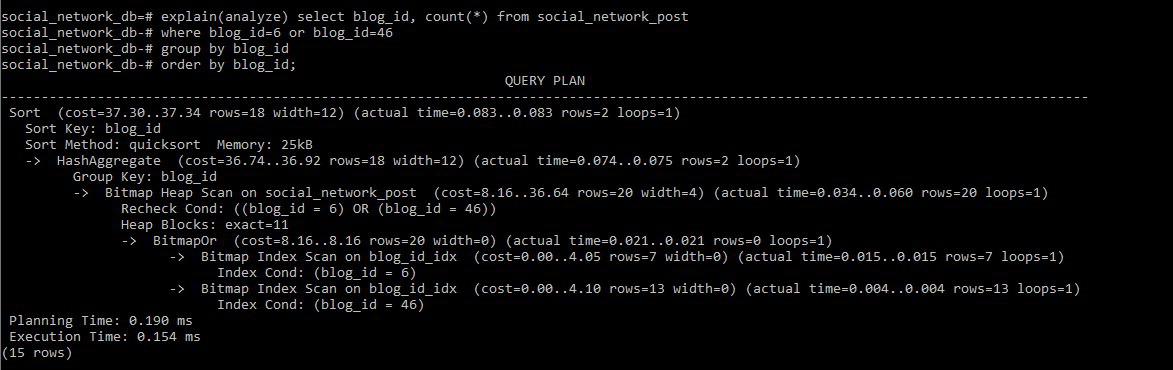 social_network_db=# explain(analyze) select blog_id, count(*) from social_network_post
social_network_db-# where blog_id=6 or blog_id=46
social_network_db-# group by blog_id
social_network_db-# order by blog_id;
QUERY PLAN
---------------------------------------------------------------------------------------------------------------------------------------
Sort  (cost=37.30..37.34 rows=18 width=12) (actual time=0.083..0.083 rows=2 loops=1)
Sort Key: blog_id
Sort Method: quicksort  Memory: 25kB
->  HashAggregate  (cost=36.74..36.92 rows=18 width=12) (actual time=0.074..0.075 rows=2 loops=1)
Group Key: blog_id
->  Bitmap Heap Scan on social_network_post  (cost=8.16..36.64 rows=20 width=4) (actual time=0.034..0.060 rows=20 loops=1)
Recheck Cond: ((blog_id = 6) OR (blog_id = 46))
Heap Blocks: exact=11
->  BitmapOr  (cost=8.16..8.16 rows=20 width=0) (actual time=0.021..0.021 rows=0 loops=1)
->  Bitmap Index Scan on blog_id_idx  (cost=0.00..4.05 rows=7 width=0) (actual time=0.015..0.015 rows=7 loops=1)
Index Cond: (blog_id = 6)
->  Bitmap Index Scan on blog_id_idx  (cost=0.00..4.10 rows=13 width=0) (actual time=0.004..0.004 rows=13 loops=1)
Index Cond: (blog_id = 46)
Planning Time: 0.190 ms
Execution Time: 0.154 ms
(15 rows)